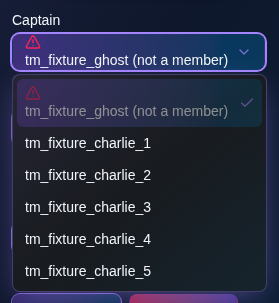 Captain
tm_fixture_ghost (not a member)
tm_fixture_ghost (not a member)
tm_fixture_charlie_1
tm_fixture_charlie_2
tm_fixture_charlie_3
tm_fixture_charlie_4
tm_fixture_charlie_5